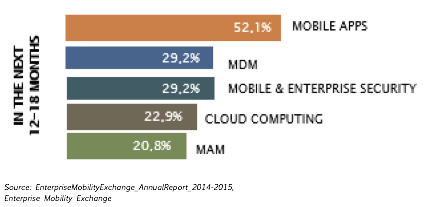 IN THE NEXT
12–18 MONTHS
52,1% MOBILE APPS
29,2% MDM
29,2% MOBILE & ENTERPRISE SECURITY
22,9% CLOUD COMPUTING
20,8% MAM
Source: EnterpriseMobilityExchange_AnnualReport_2014-2015,
Enterprise Mobility Exchange